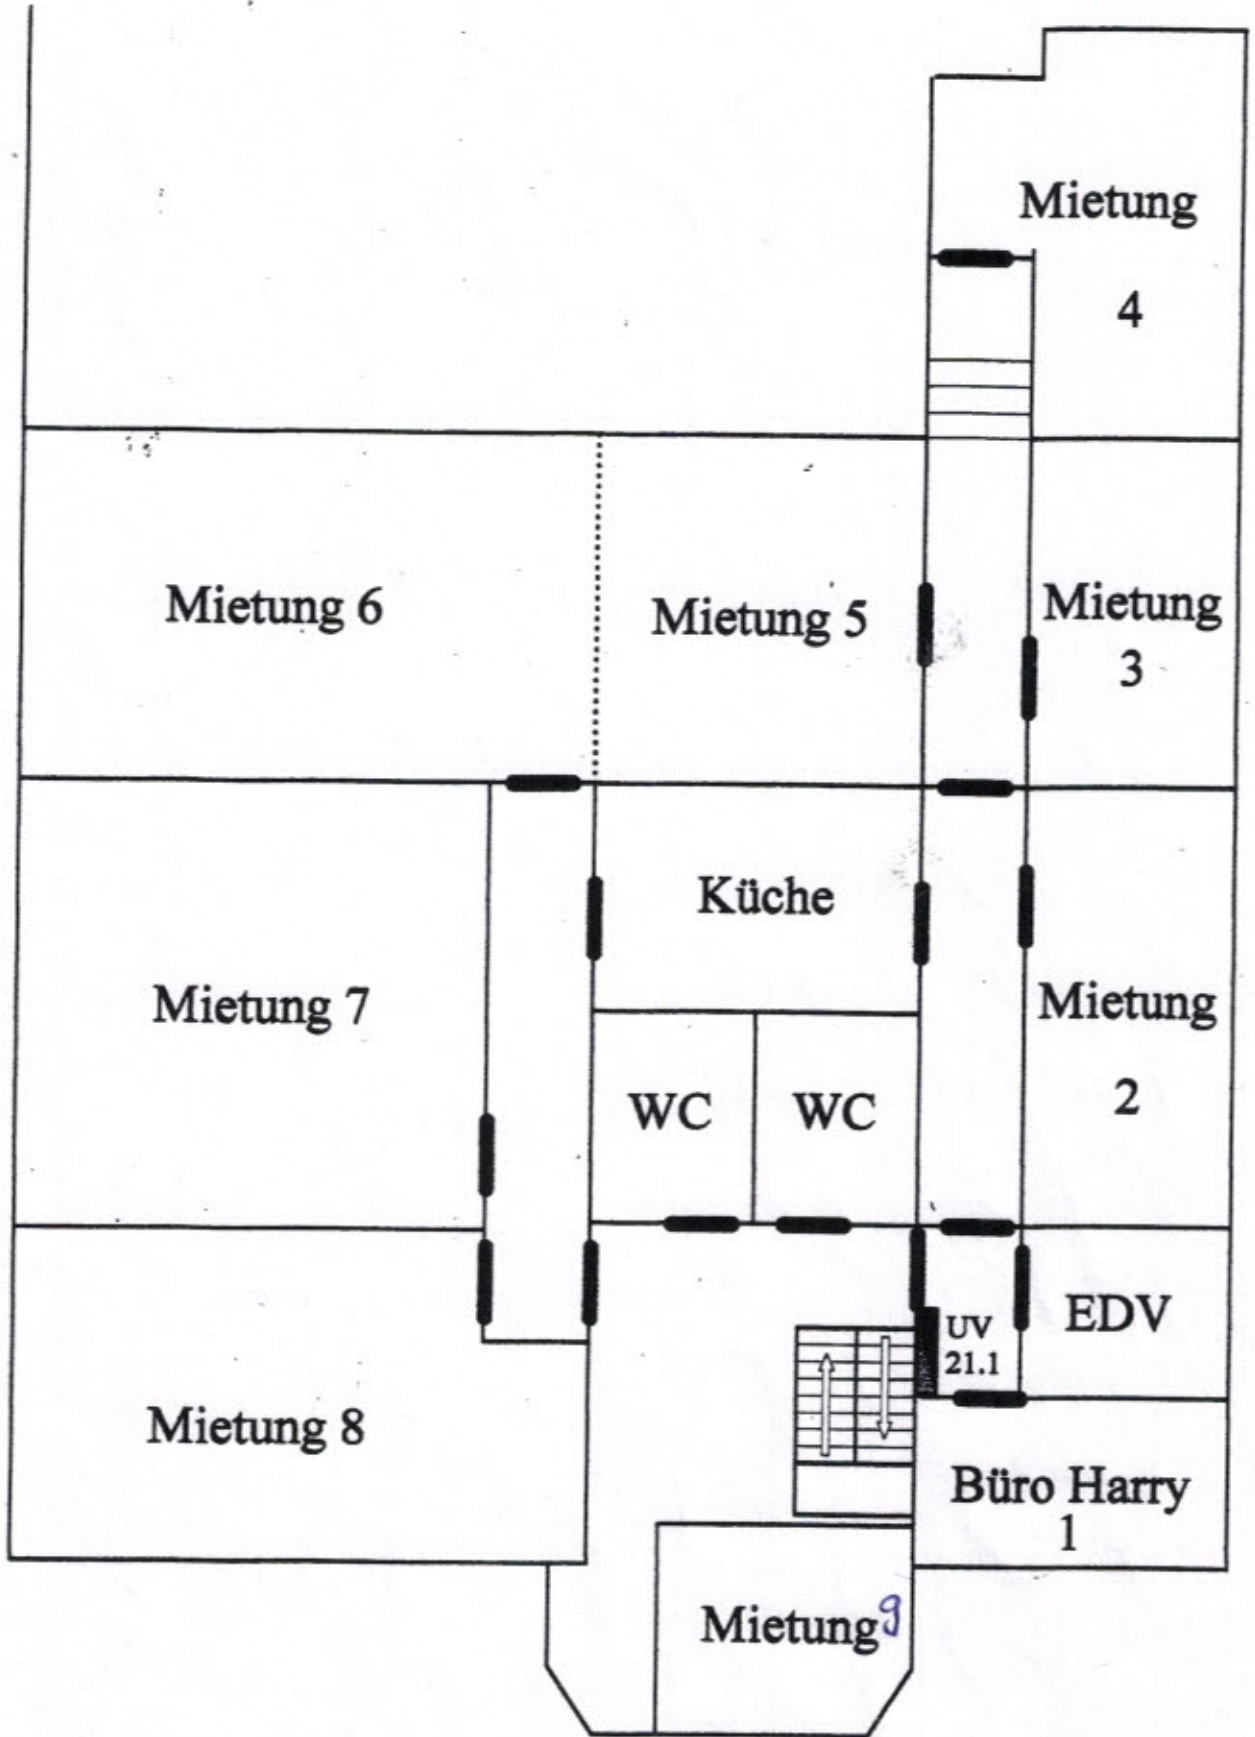 Mietung
4
Mietung 6
Mietung 5
Mietung
3
Küche
Mietung 7
Mietung
2
WC
WC
UV
21.1
EDV
Mietung 8
Büro Harry
1
Mietung 9